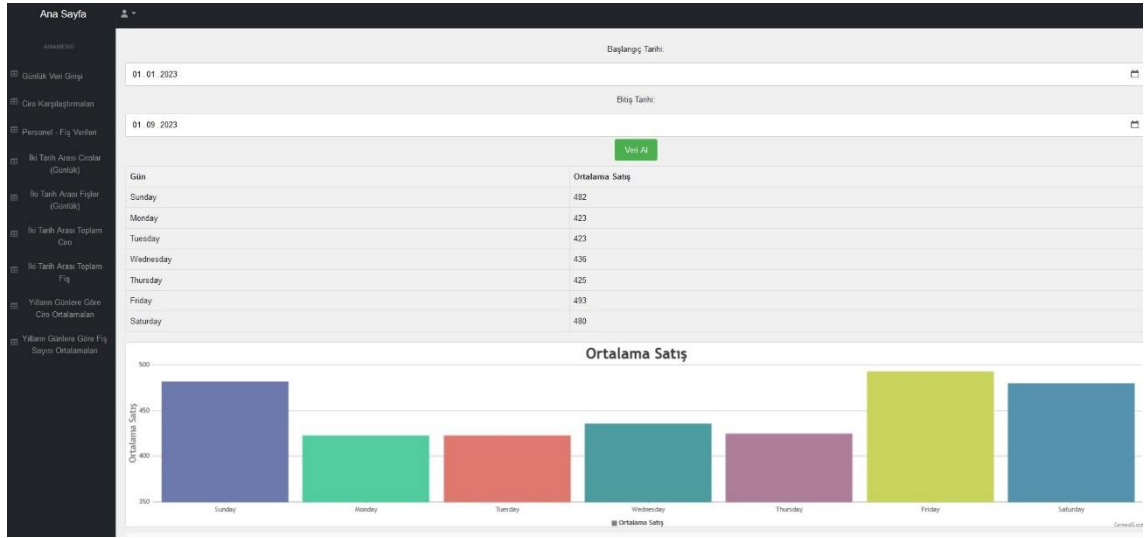 Ana Sayfa
ANAMENÜ
Günlük Veri Girişi
Ciro Karşılaştırmaları
Personel - Fiş Verileri
İki Tarih Arası Cirolar
(Günlük)
İki Tarih Arası Fişler
(Günlük)
İki Tarih Arası Toplam
Ciro
İki Tarih Arası Toplam
Fiş
Yılların Günlere Göre
Ciro Ortalamaları
Yılların Günlere Göre Fiş
Sayısı Ortalamaları
Başlangıç Tarihi:
01.01.2023
Bitiş Tarihi:
01.09.2023
Veri Al
Gün Ortalama Satış
Sunday 482
Monday 423
Tuesday 423
Wednesday 436
Thursday 425
Friday 493
Saturday 480
Ortalama Satış
Ortalama Satış
500
450
400
350
Sunday Monday Tuesday Wednesday Thursday Friday Saturday
Ortalama Satış